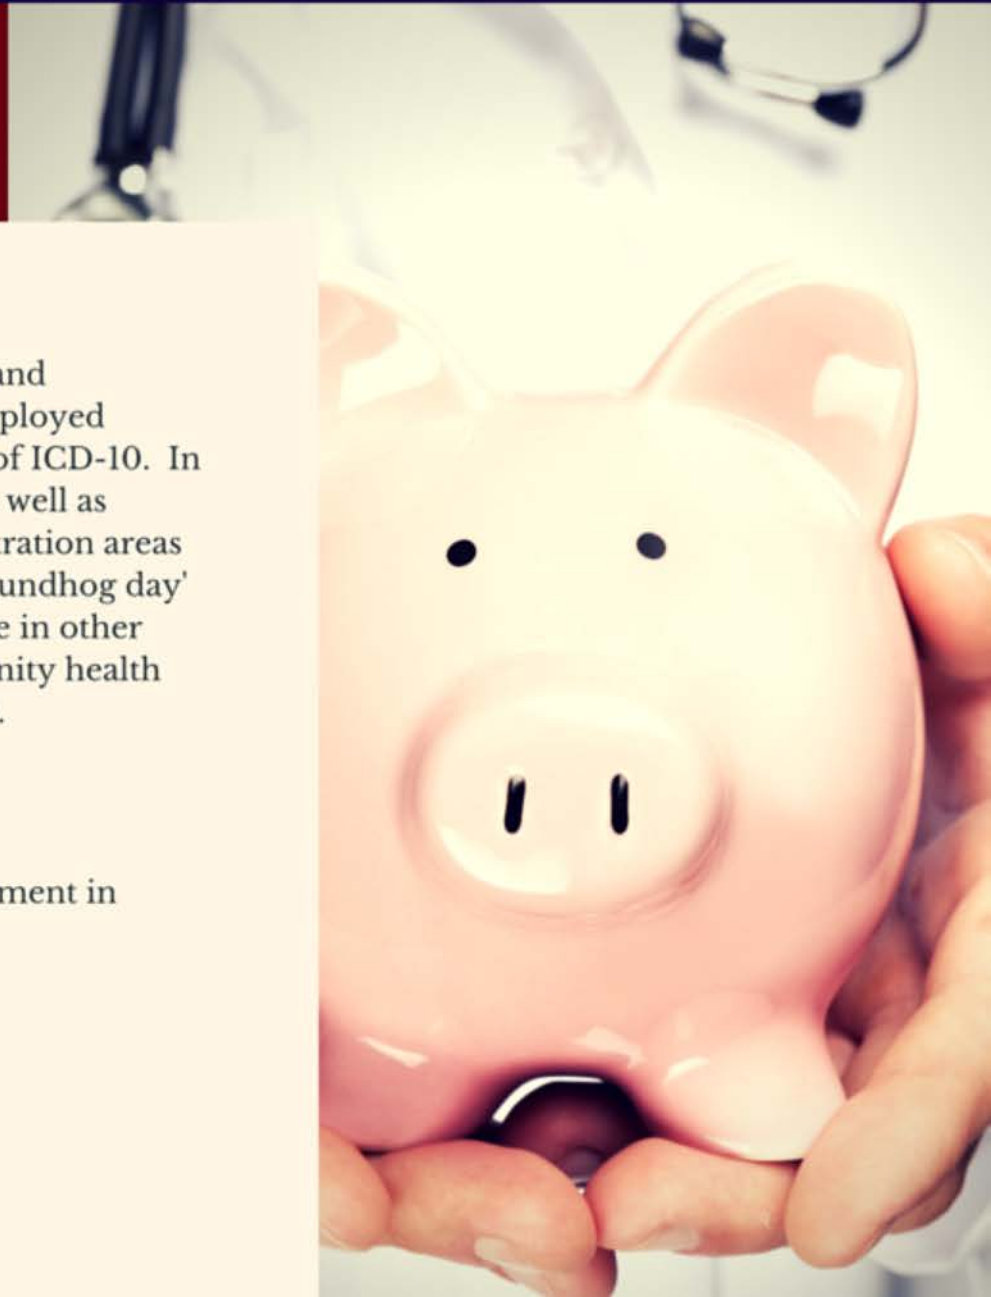 and
ployed
of ICD-10. In
well as
ration areas
undhog day'
e in other
nity health
.
ment in